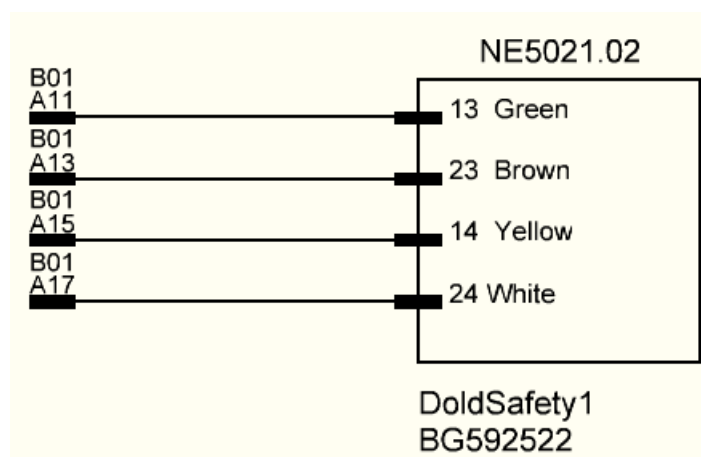 NE5021.02
B01
A11
13 Green
B01
A13
23 Brown
B01
A15
14 Yellow
B01
A17
24 White
DoldSafety1
BG592522